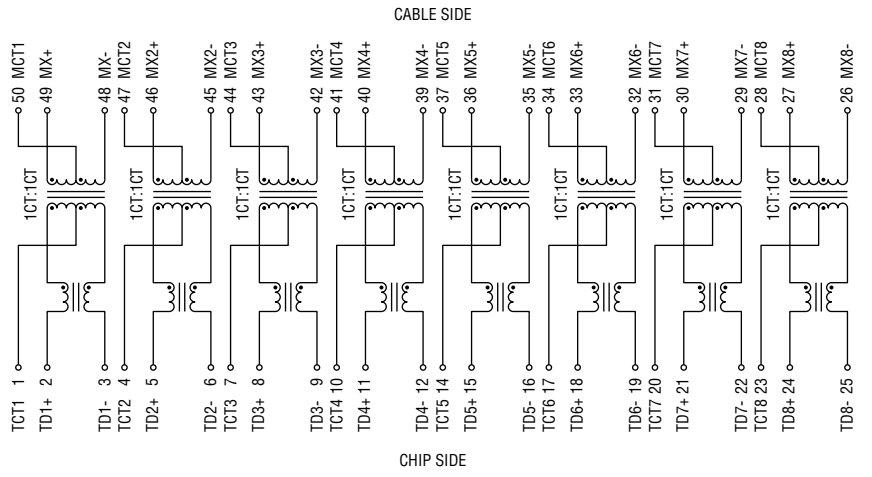 CABLE SIDE
50 MCT1
49 MX+
48 MX-
47 MCT2
46 MX2+
45 MX2-
44 MCT3
43 MX3+
42 MX3-
41 MCT4
40 MX4+
39 MX4-
37 MCT5
36 MX5+
35 MX5-
34 MCT6
33 MX6+
32 MX6-
31 MCT7
30 MX7+
29 MX7-
28 MCT8
27 MX8+
26 MX8-
1CT:1CT
1CT:1CT
1CT:1CT
1CT:1CT
1CT:1CT
1CT:1CT
1CT:1CT
1CT:1CT
TCT1 1
TD1+ 2
TD1- 3
TCT2 4
TD2+ 5
TD2- 6
TCT3 7
TD3+ 8
TD3- 9
TCT4 10
TD4+ 11
TD4- 12
TCT5 14
TD5+ 15
TD5- 16
TCT6 17
TD6+ 18
TD6- 19
TCT7 20
TD7+ 21
TD7- 22
TCT8 23
TD8+ 24
TD8- 25
CHIP SIDE